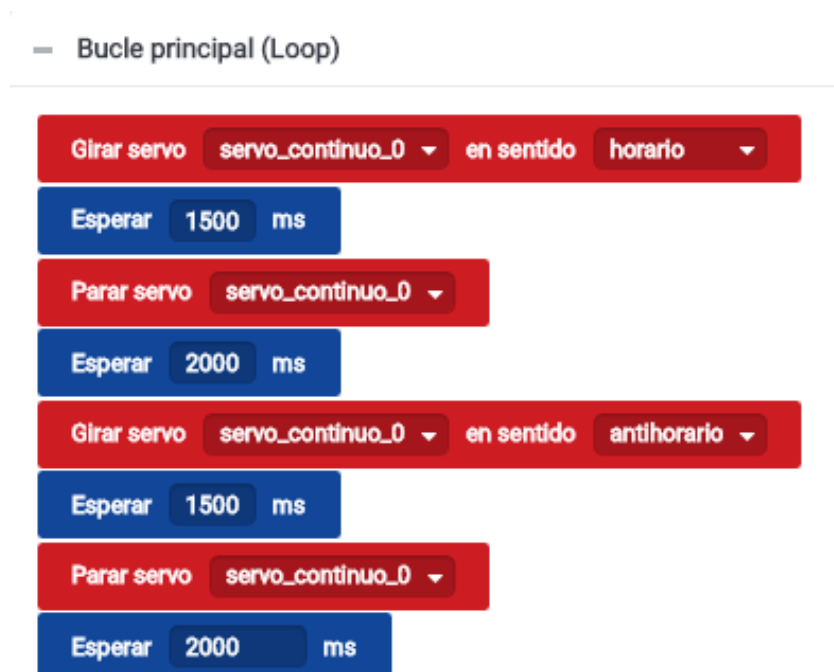 Bucle principal (Loop)
Girar servo servo_continuo_0 en sentido horario
Esperar 1500 ms
Parar servo servo_continuo_0
Esperar 2000 ms
Girar servo servo_continuo_0 en sentido antihorario
Esperar 1500 ms
Parar servo servo_continuo_0
Esperar 2000 ms